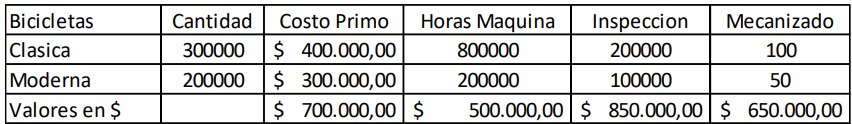 Bicicletas Cantidad Costo Primo Horas Maquina Inspeccion Mecanizado
Clasica 300000 $ 400.000,00 800000 200000 100
Moderna 200000 $ 300.000,00 200000 100000 50
Valores en $ $ 700.000,00 $ 500.000,00 $ 850.000,00 $ 650.000,00